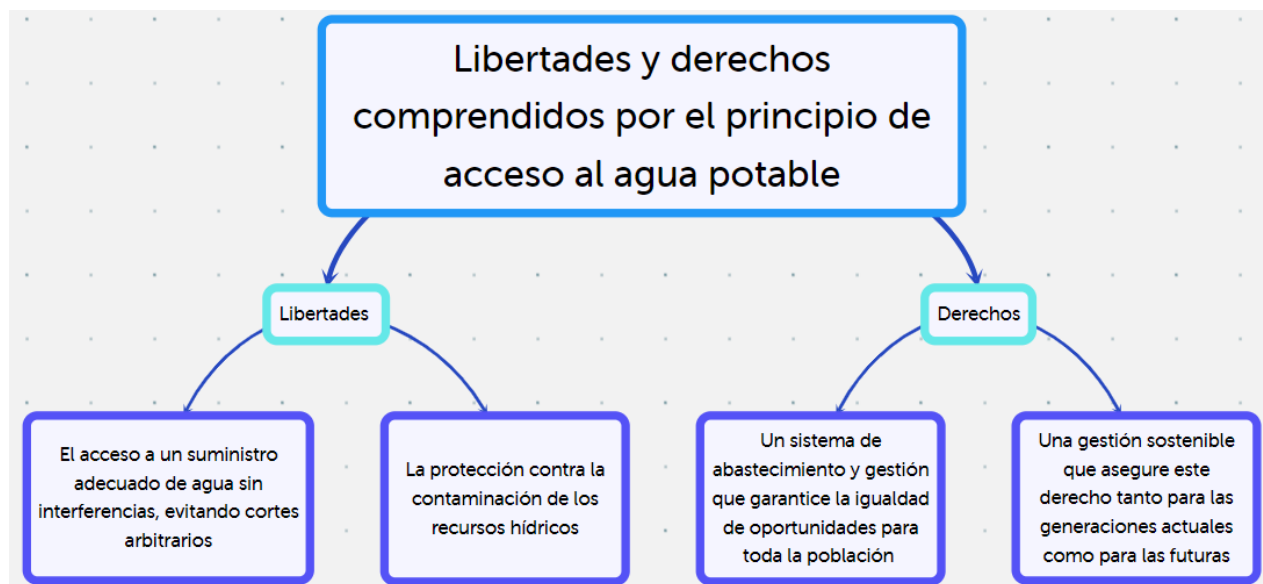 Libertades y derechos
comprendidos por el principio de
acceso al agua potable
Libertades
Derechos
El acceso a un suministro
adecuado de agua sin
interferencias, evitando cortes
arbitrarios
La protección contra la
contaminación de los
recursos hídricos
Un sistema de
abastecimiento y gestión
que garantice la igualdad
de oportunidades para
toda la población
Una gestión sostenible
que asegure este
derecho tanto para las
generaciones actuales
como para las futuras